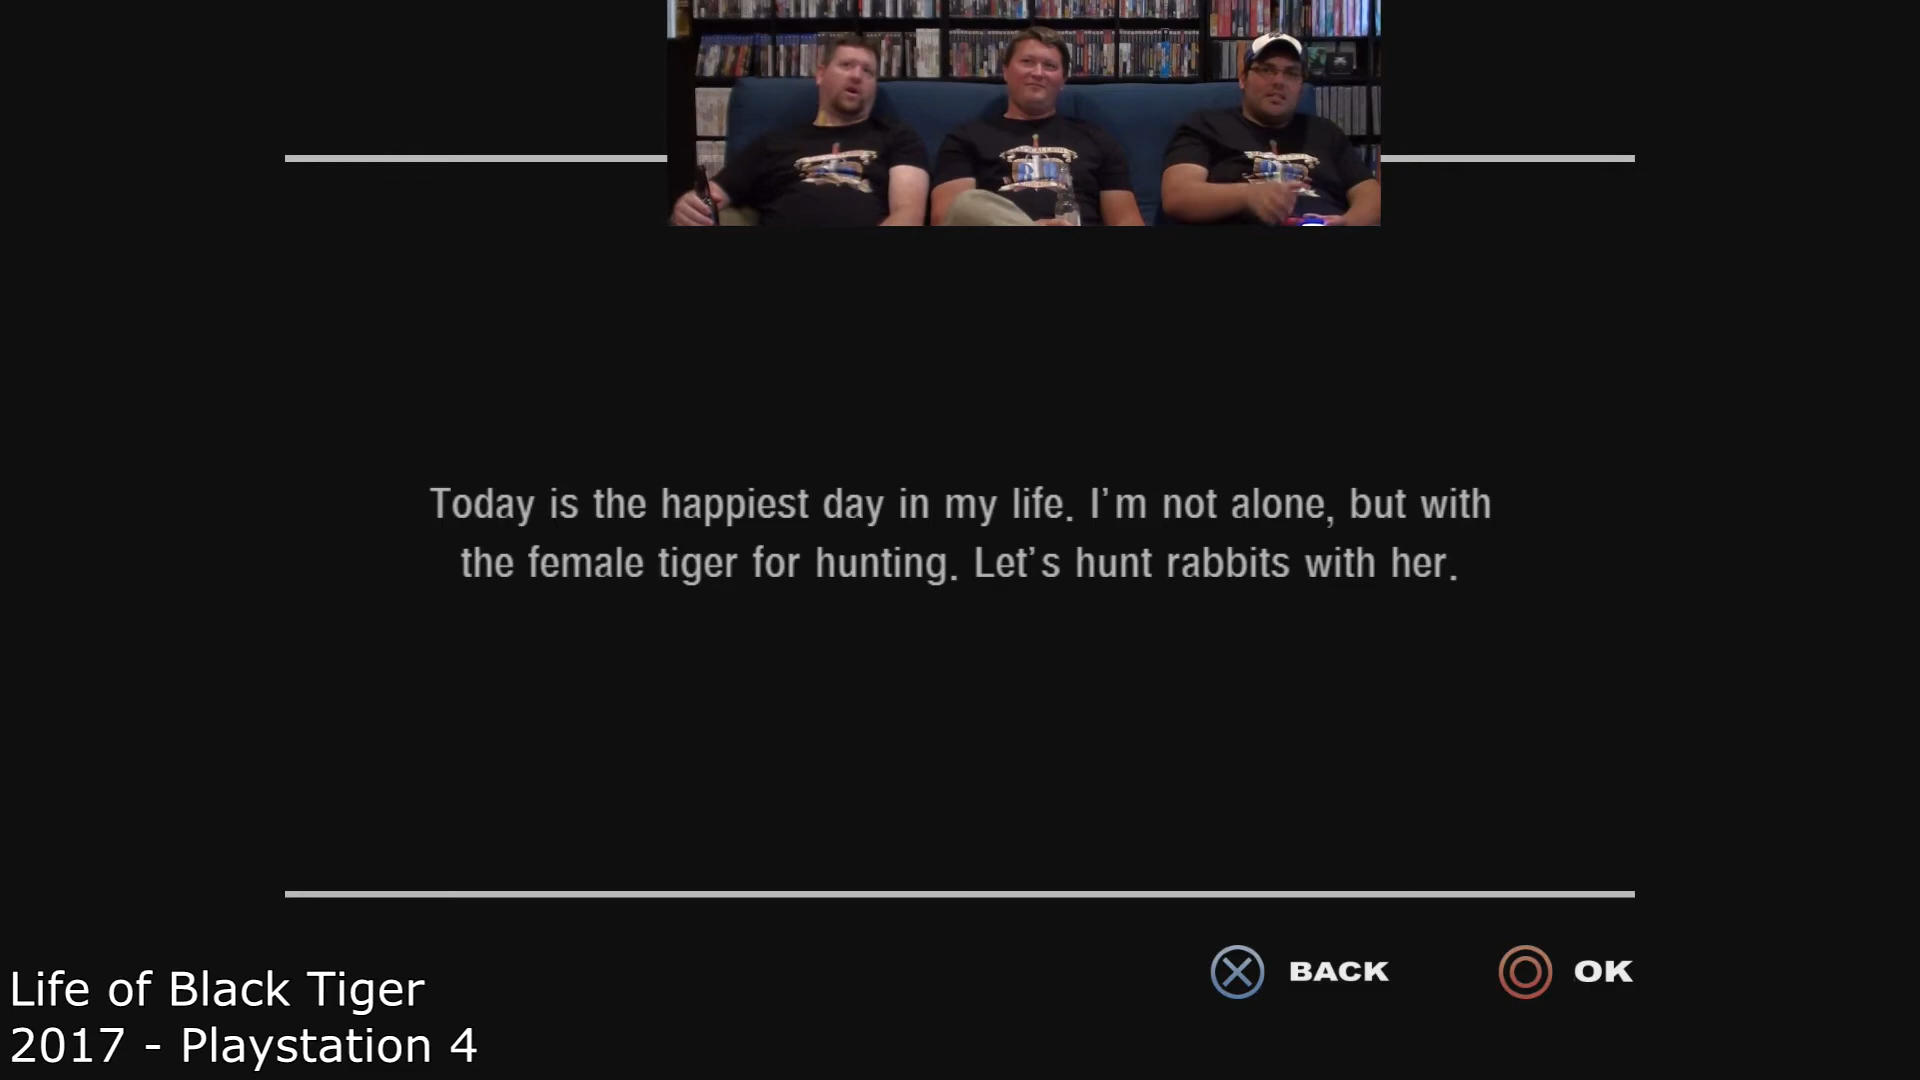 Today is the happiest day in my life. I'm not alone, but with
the female tiger for hunting. Let's hunt rabbits with her.
BACK
OK
Life of Black Tiger
2017 - Playstation 4